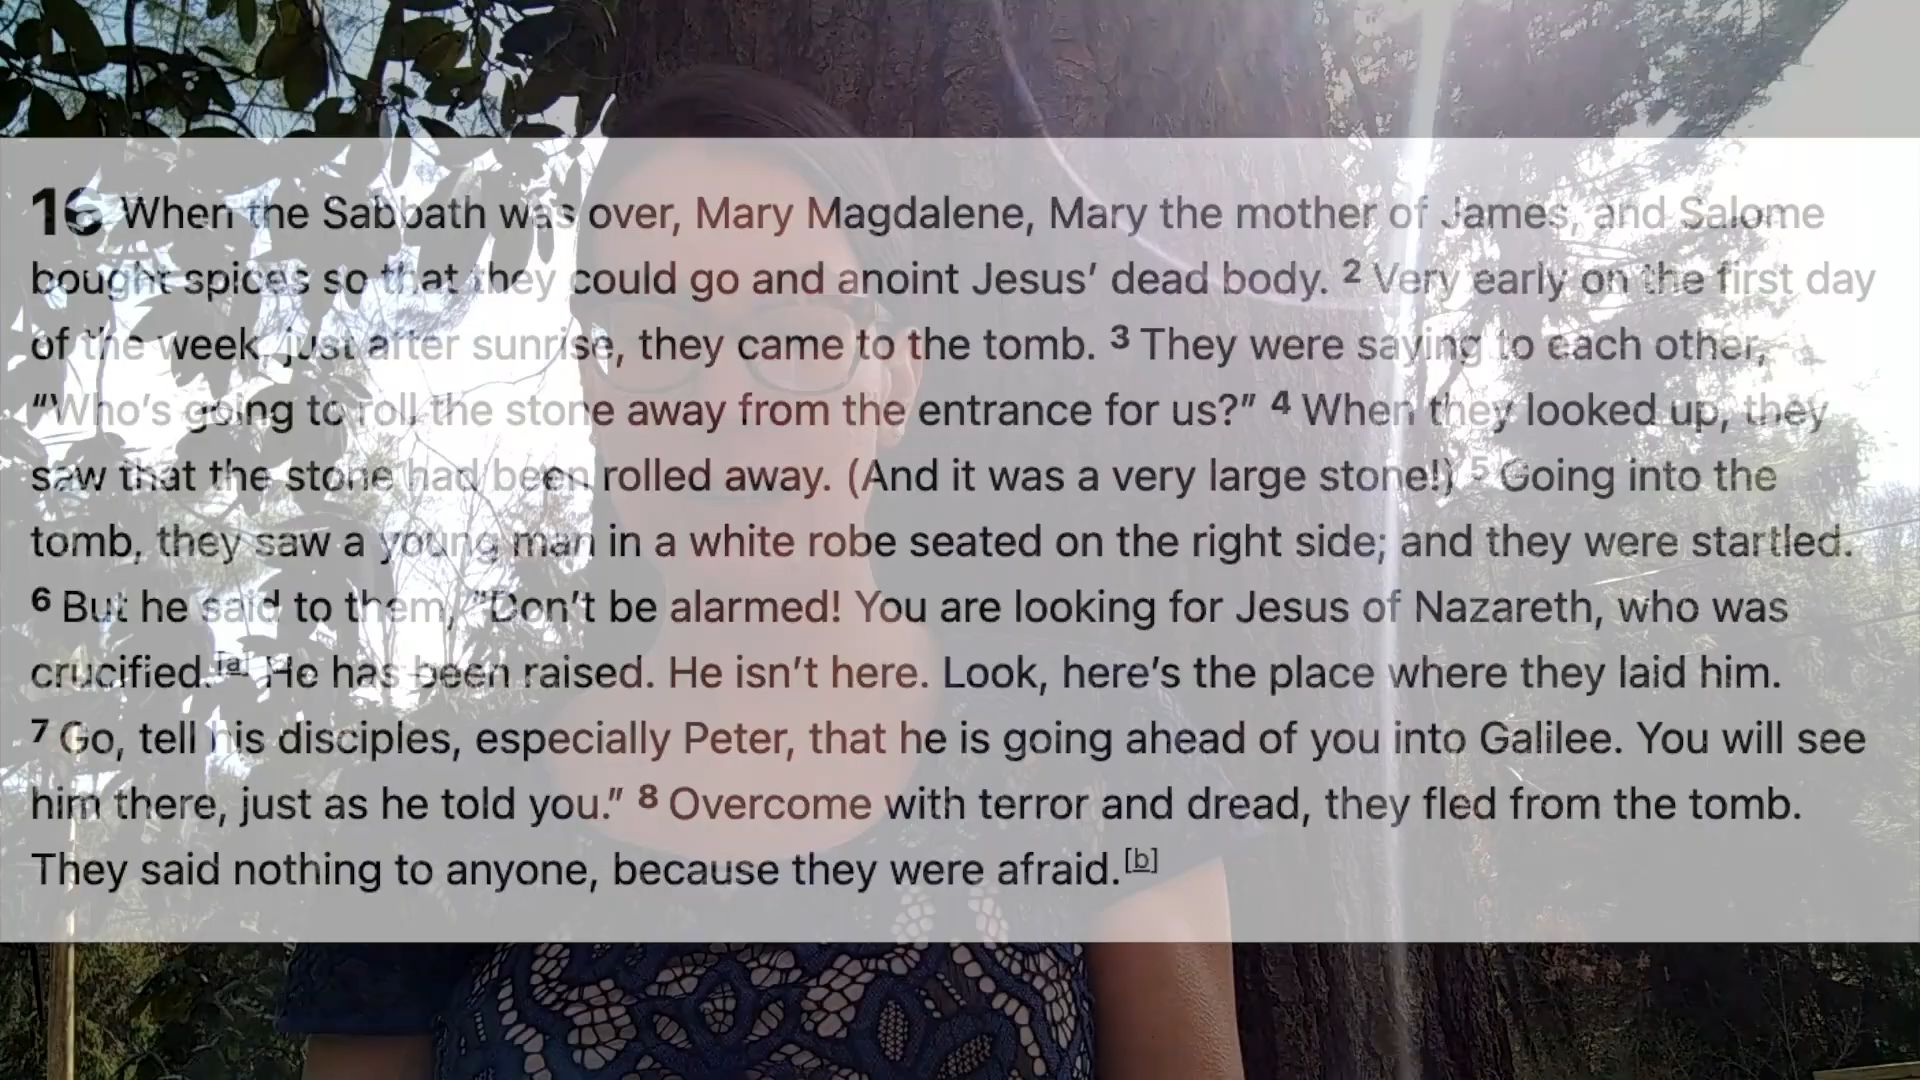 16 When the Sabbath was over, Mary Magdalene, Mary the mother of James, and Salome
bought spices so that they could go and anoint Jesus’ dead body. 2 Very early on the first day
of the week, just after sunrise, they came to the tomb. 3 They were saying to each other,
“Who’s going to roll the stone away from the entrance for us?” 4 When they looked up, they
saw that the stone had been rolled away. (And it was a very large stone!) 5 Going into the
tomb, they saw a young man in a white robe seated on the right side; and they were startled.
6 But he said to them, “Don’t be alarmed! You are looking for Jesus of Nazareth, who was
crucified.[a] He has been raised. He isn’t here. Look, here’s the place where they laid him.
7 Go, tell his disciples, especially Peter, that he is going ahead of you into Galilee. You will see
him there, just as he told you.” 8 Overcome with terror and dread, they fled from the tomb.
They said nothing to anyone, because they were afraid.[b]